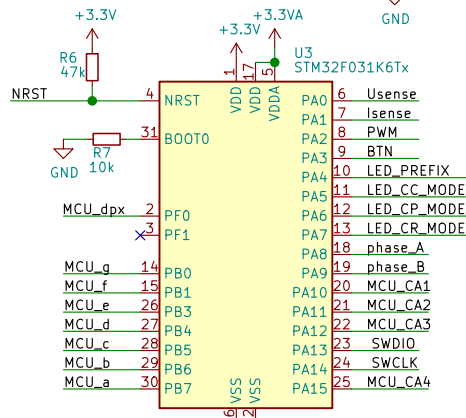 GND
+3.3V
+3.3V
+3.3VA
R6
47k
U3
STM32F031K6Tx
NRST 4 NRST
1 VDD
17 VDD
5 VDDA
PA0 6 Usense
PA1 7 Isense
31 BOOT0
PA2 8 PWM
R7
10k
GND
PA3 9 BTN
PA4 10 LED_PREFIX
PA5 11 LED_CC_MODE
MCU_dpx 2 PF0
PA6 12 LED_CP_MODE
3 PF1
PA7 13 LED_CR_MODE
PA8 18 phase_A
MCU_g 14 PB0
PA9 19 phase_B
MCU_f 15 PB1
PA10 20 MCU_CA1
MCU_e 26 PB3
PA11 21 MCU_CA2
MCU_d 27 PB4
PA12 22 MCU_CA3
MCU_c 28 PB5
PA13 23 SWDIO
MCU_b 29 PB6
PA14 24 SWCLK
MCU_a 30 PB7
PA15 25 MCU_CA4
VSS
VSS